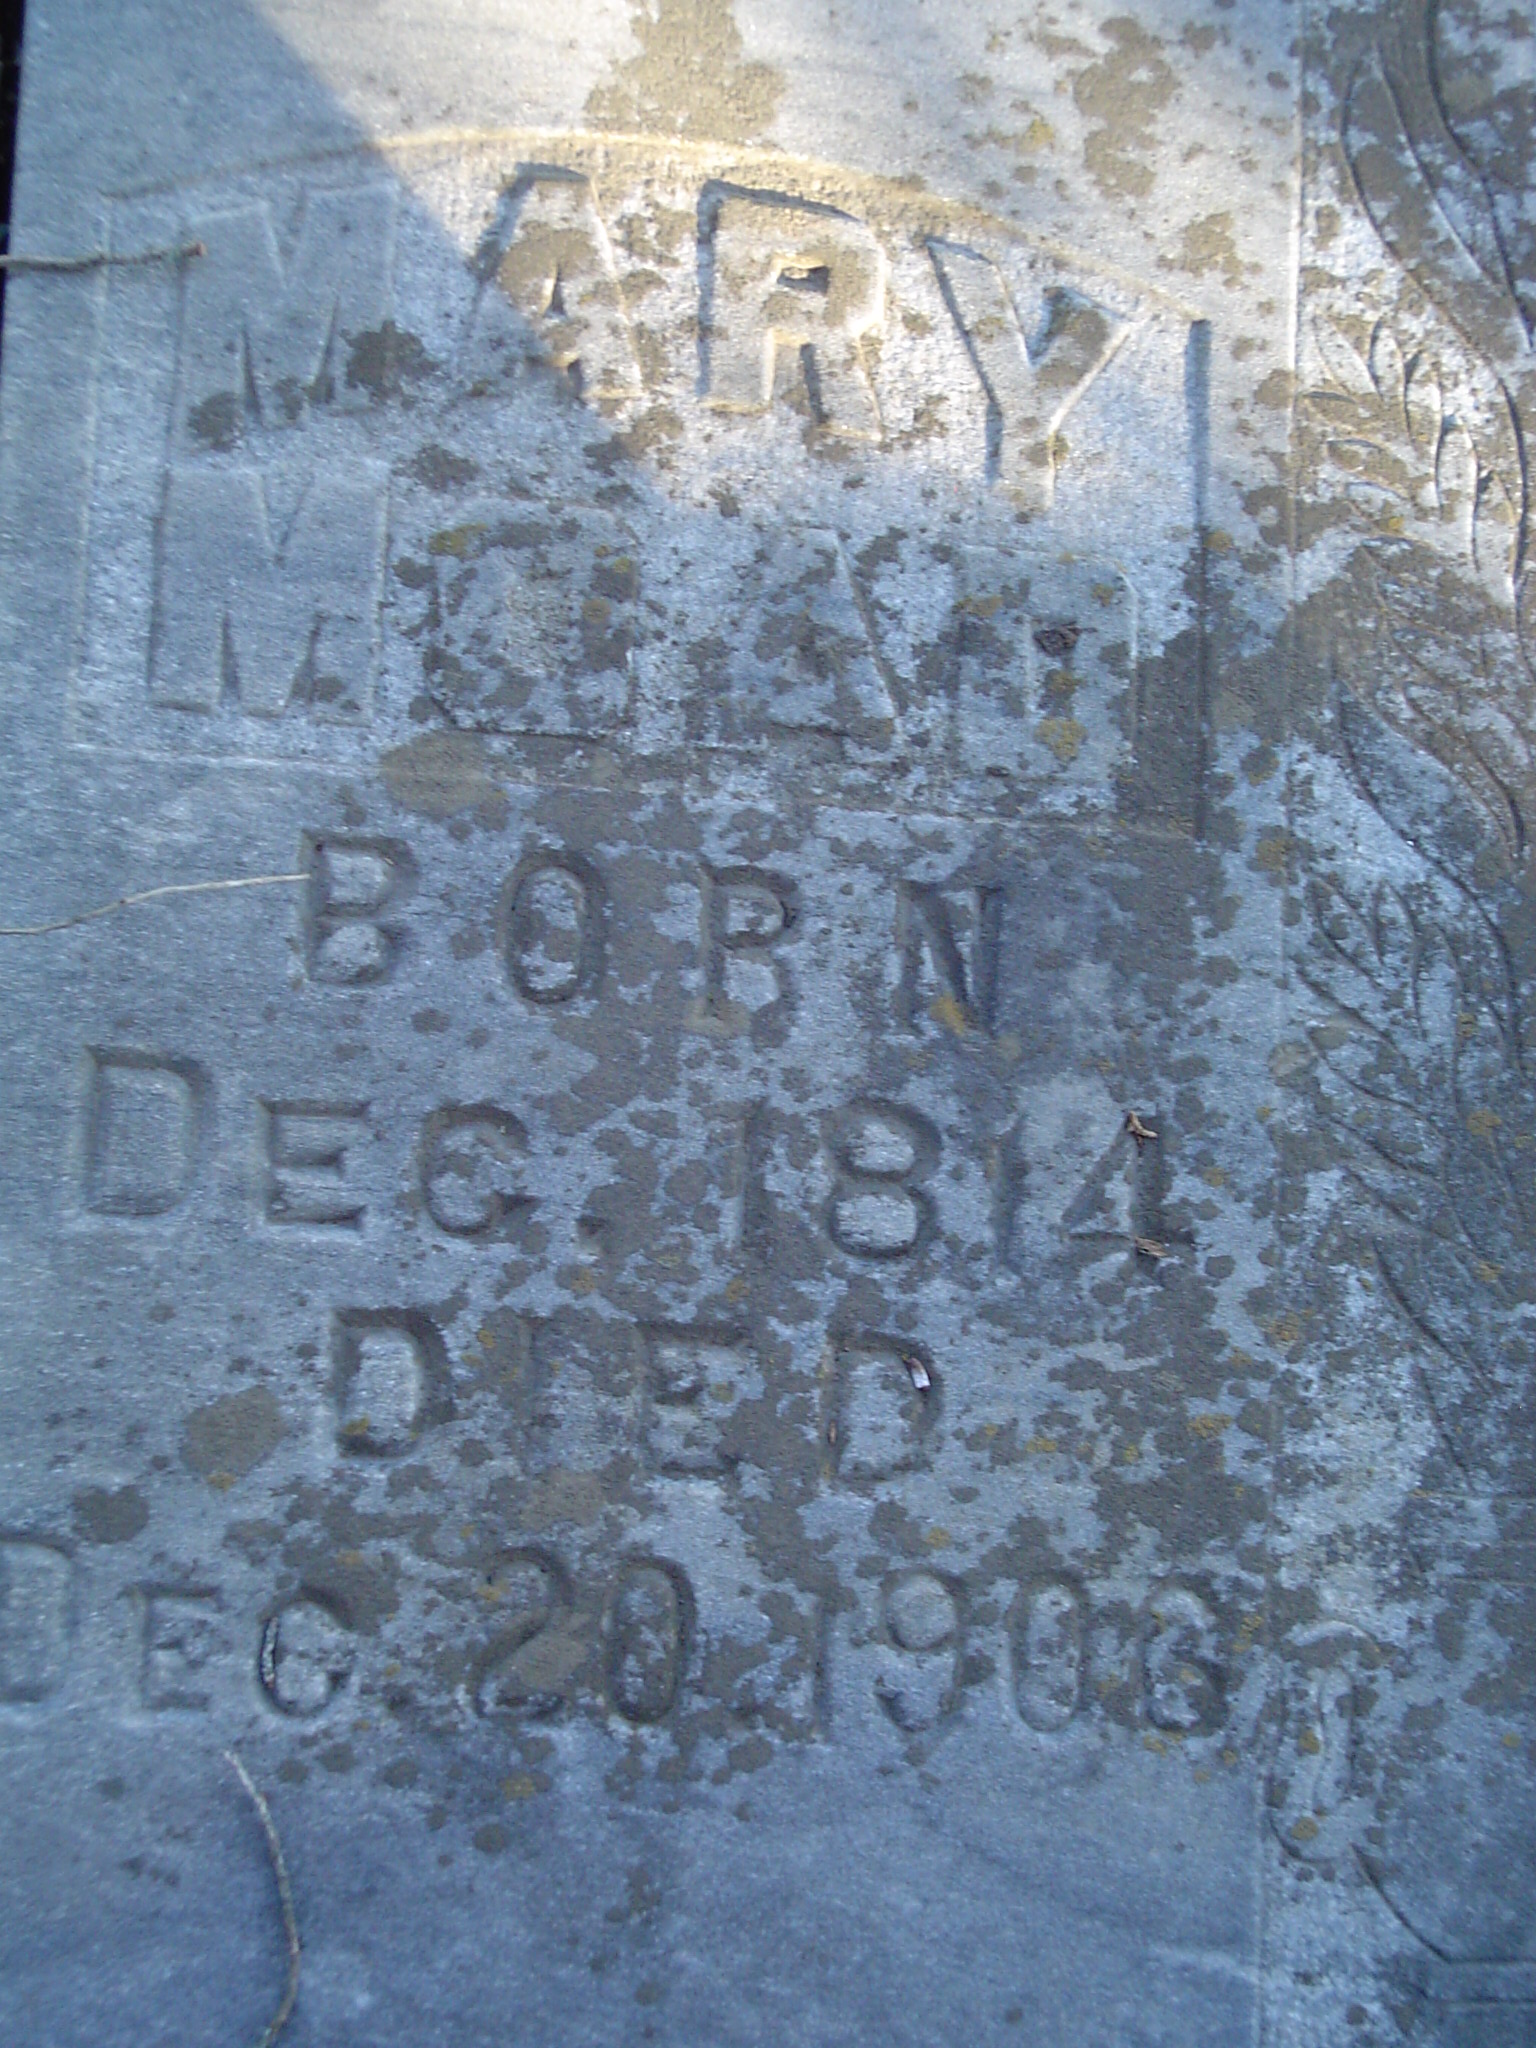 MARY
BORN
DEC. 1814
DIED
DEC 20, 1906